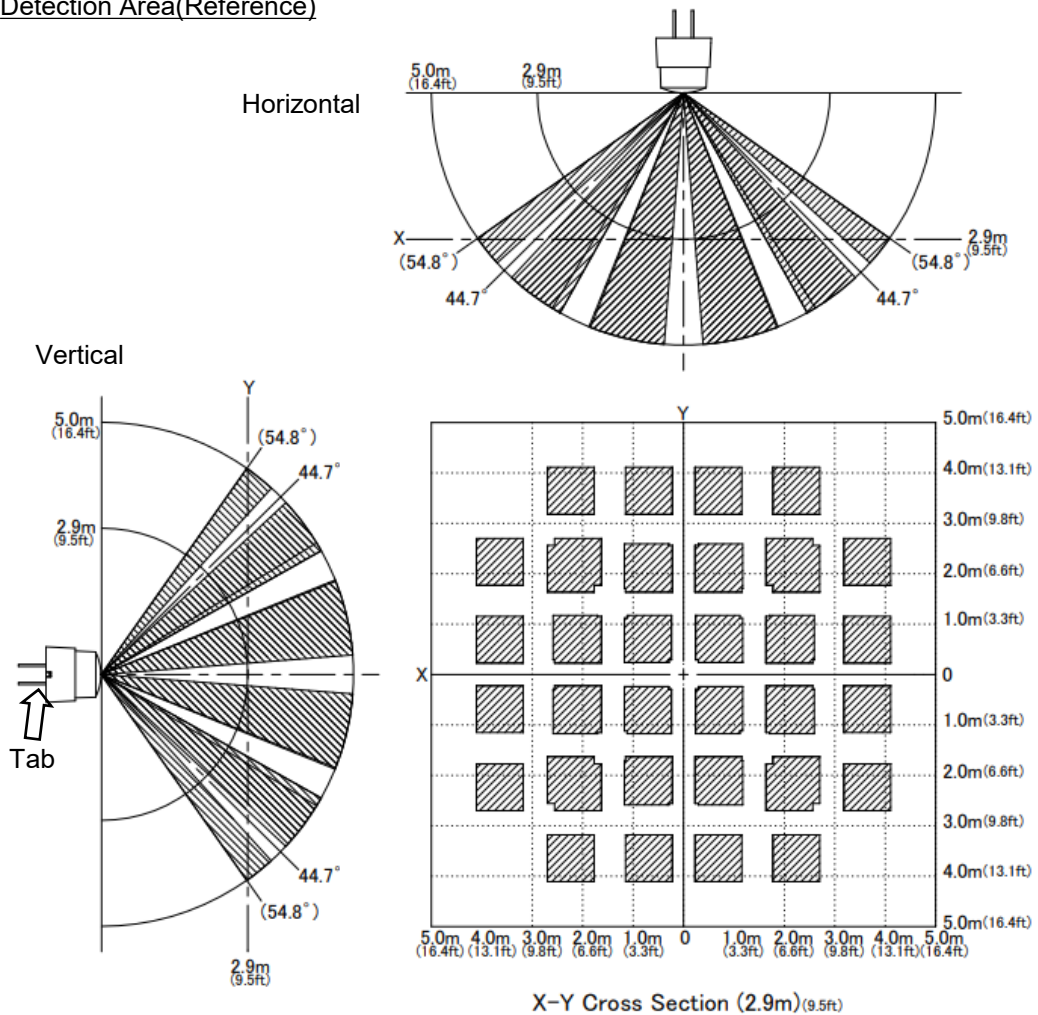 Detection Area(Reference)
Horizontal
5.0m
(16.4ft)
2.9m
(9.5ft)
X
2.9m
(9.5ft)
(54.8°)
(54.8°)
44.7°
44.7°
Vertical
Y
5.0m
(16.4ft)
(54.8°)
44.7°
2.9m
(9.5ft)
Tab
44.7°
(54.8°)
2.9m
(9.5ft)
Y
5.0m(16.4ft)
4.0m(13.1ft)
3.0m(9.8ft)
2.0m(6.6ft)
1.0m(3.3ft)
X 0
1.0m(3.3ft)
2.0m(6.6ft)
3.0m(9.8ft)
4.0m(13.1ft)
5.0m(16.4ft)
5.0m 4.0m 3.0m 2.0m 1.0m 0 1.0m 2.0m 3.0m 4.0m 5.0m
(16.4ft) (13.1ft) (9.8ft) (6.6ft) (3.3ft) (3.3ft) (6.6ft) (9.8ft) (13.1ft) (16.4ft)
X-Y Cross Section (2.9m)(9.5ft)